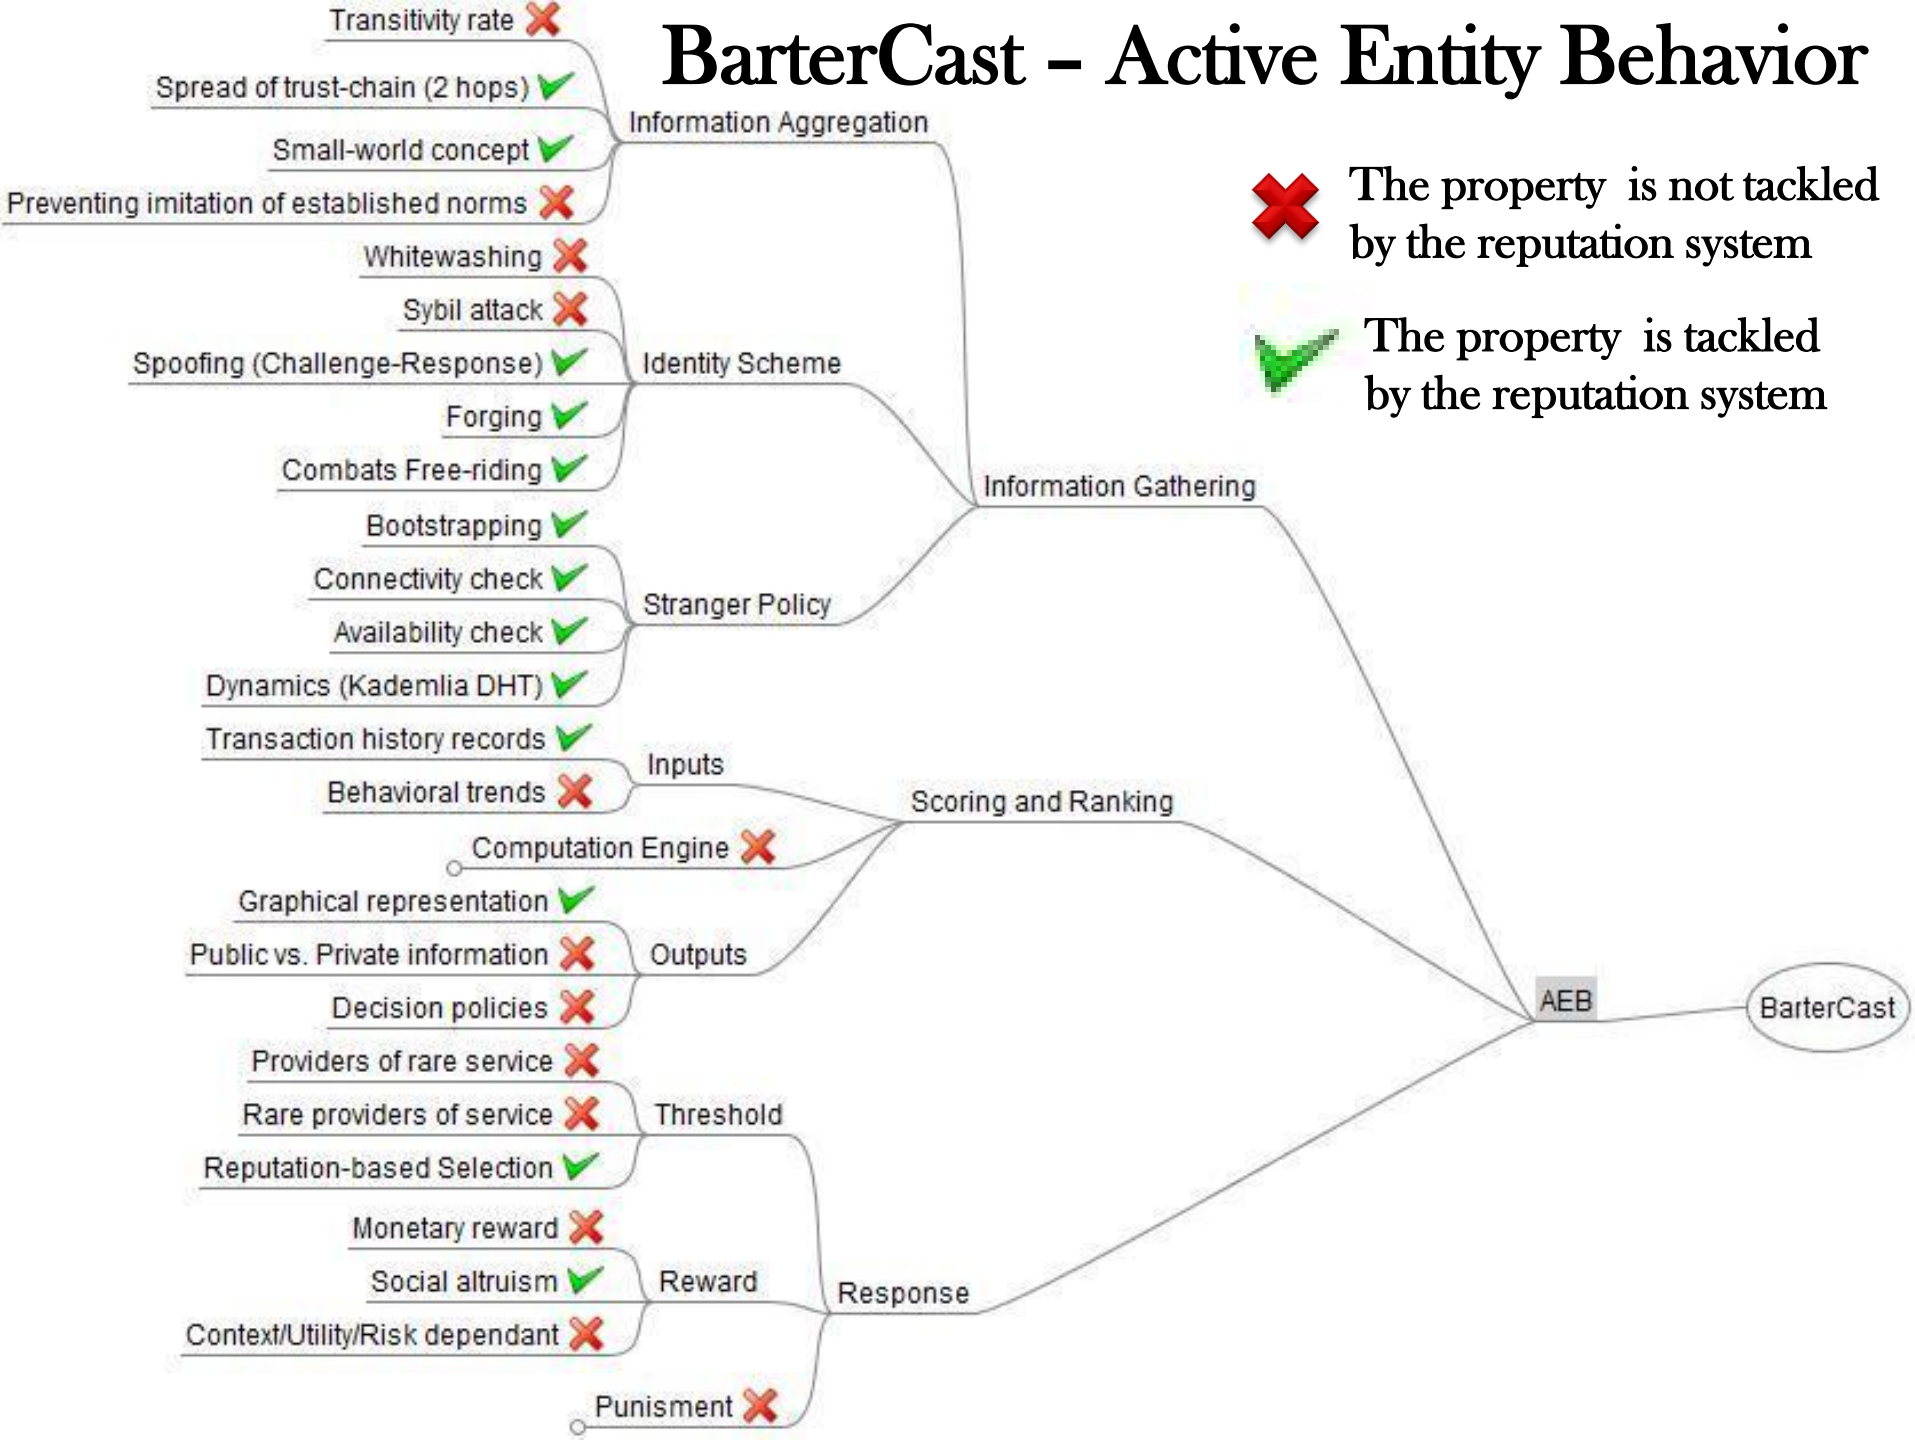 BarterCast – Active Entity Behavior
Transitivity rate
Spread of trust-chain (2 hops)
Small-world concept
Preventing imitation of established norms
Information Aggregation
The property is not tackled
by the reputation system
The property is tackled
by the reputation system
Whitewashing
Sybil attack
Spoofing (Challenge-Response)
Forging
Combats Free-riding
Identity Scheme
Information Gathering
Bootstrapping
Connectivity check
Availability check
Dynamics (Kademlia DHT)
Stranger Policy
Transaction history records
Behavioral trends
Inputs
Scoring and Ranking
Computation Engine
Graphical representation
Public vs. Private information
Decision policies
Outputs
AEB
BarterCast
Providers of rare service
Rare providers of service
Reputation-based Selection
Threshold
Monetary reward
Social altruism
Context/Utility/Risk dependant
Reward
Response
Punisment